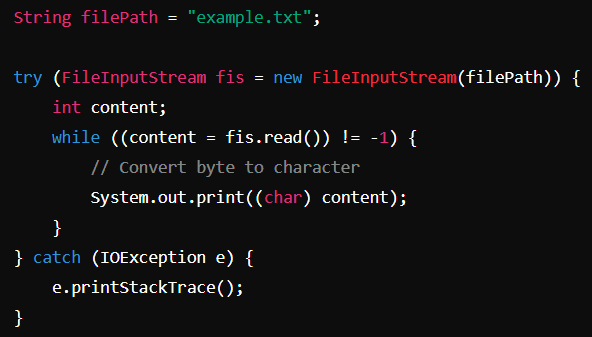 String filePath = "example.txt";
try (FileInputStream fis = new FileInputStream(filePath)) {
int content;
while ((content = fis.read()) != -1) {
// Convert byte to character
System.out.print((char) content);
}
} catch (IOException e) {
e.printStackTrace();
}